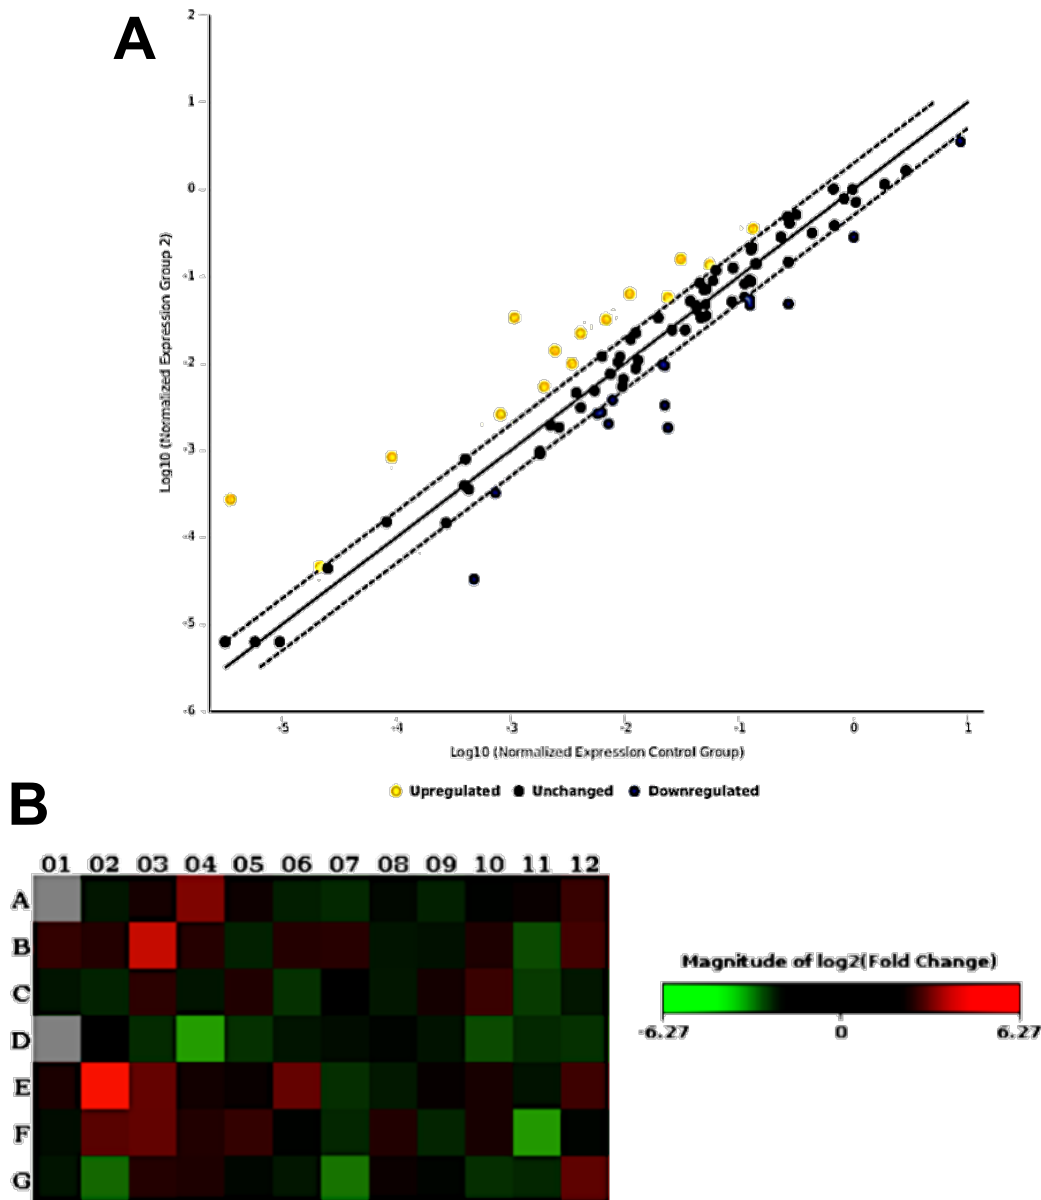 A
2
1
0
-1
-2
-3
-4
-5
-6
Log10 (Normalized Expression Group 2)
-5 -4 -3 -2 -1 0 1
Log10 (Normalized Expression Control Group)
Upregulated Unchanged Downregulated
B
01 02 03 04 05 06 07 08 09 10 11 12
A
B
C
D
E
F
G
Magnitude of log2(Fold Change)
-6.27 0 6.27